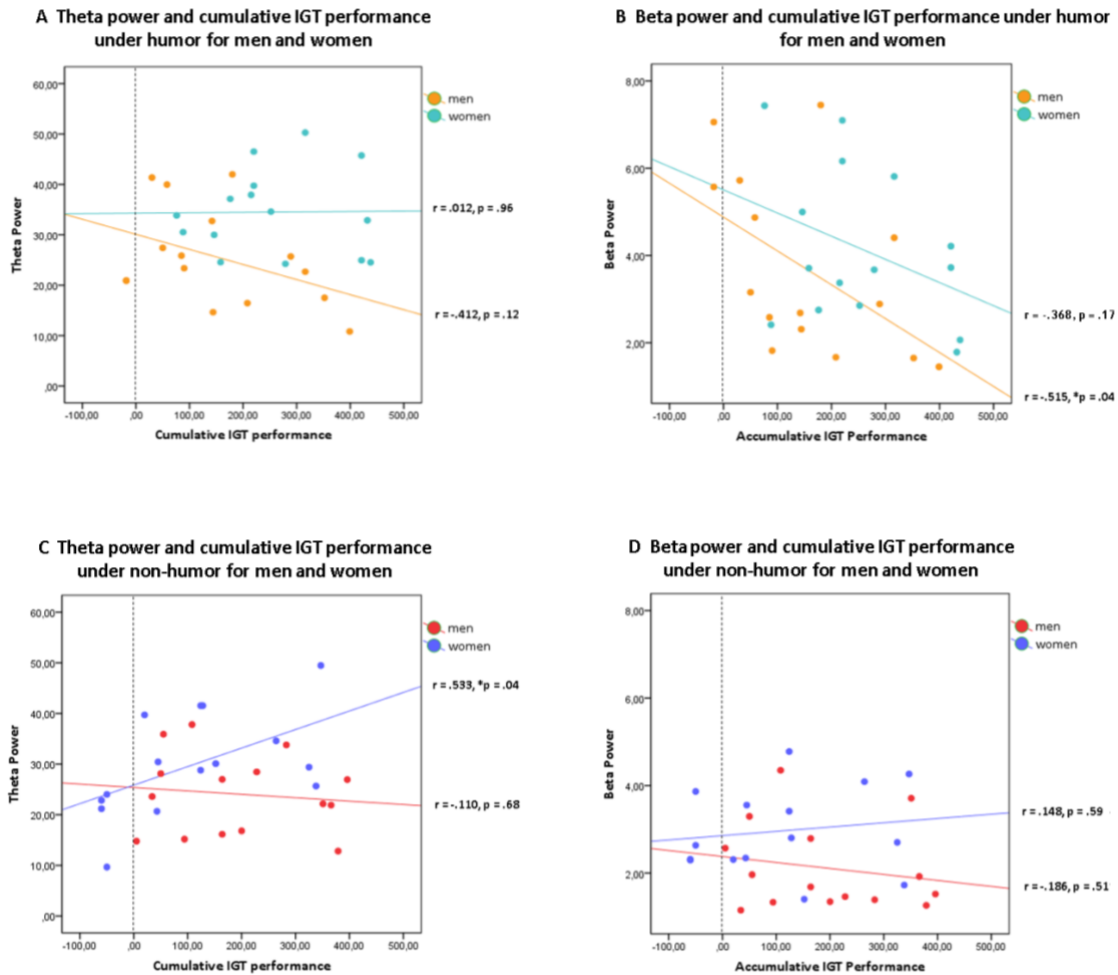 A Theta power and cumulative IGT performance
under humor for men and women
60,00
50,00
40,00
30,00
20,00
10,00
,00
Theta Power
-100,00 ,00 100,00 200,00 300,00 400,00 500,00
Cumulative IGT performance
men
women
r = .012, p = .96
r =-.412, p = .12
B Beta power and cumulative IGT performance under humor
for men and women
8,00
6,00
4,00
2,00
Beta Power
-100,00 ,00 100,00 200,00 300,00 400,00 500,00
Accumulative IGT Performance
men
women
r = -.368, p = .17
r =-.515, *p = .04
C Theta power and cumulative IGT performance
under non-humor for men and women
60,00
50,00
40,00
30,00
20,00
10,00
,00
Theta Power
-100,00 ,00 100,00 200,00 300,00 400,00 500,00
Cumulative IGT performance
men
women
r = .533, *p = .04
r =-.110, p = .68
D Beta power and cumulative IGT performance
under non-humor for men and women
8,00
6,00
4,00
2,00
Beta Power
-100,00 ,00 100,00 200,00 300,00 400,00 500,00
Accumulative IGT Performance
men
women
r = .148, p = .59
r =-.186, p = .51